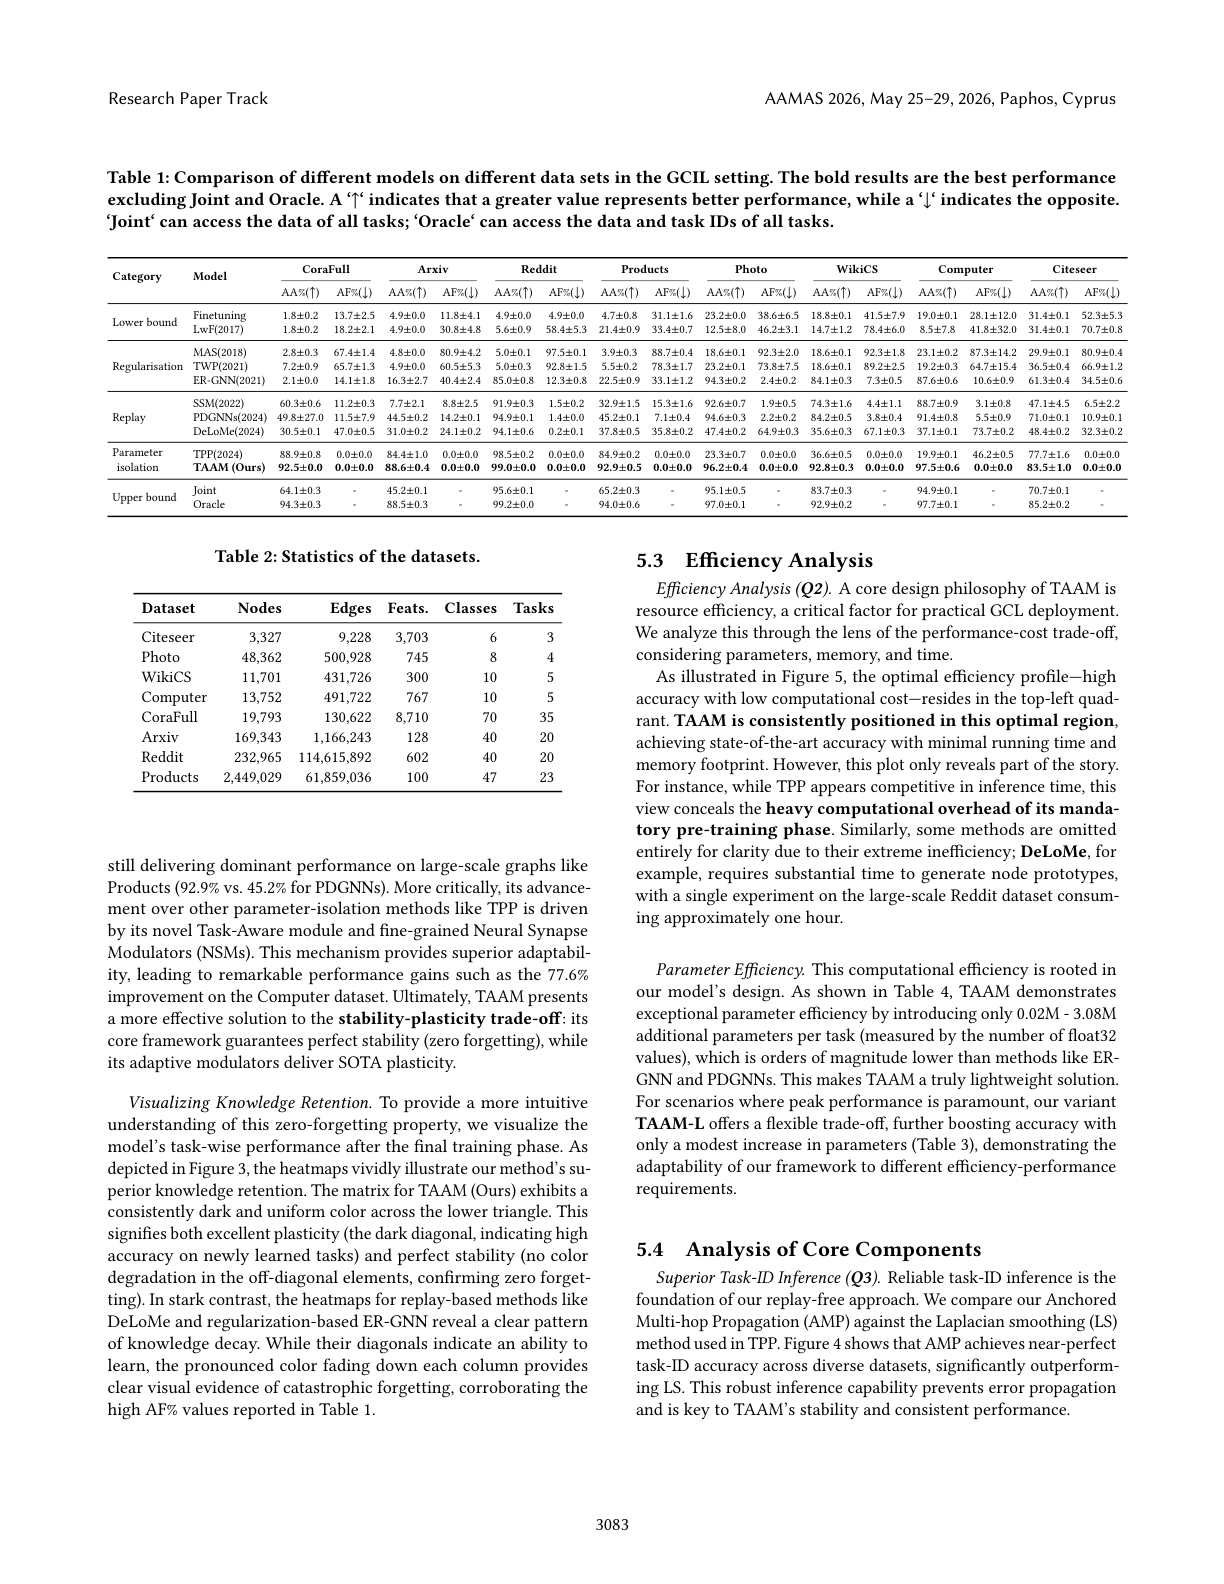 Research Paper Track
AAMAS 2026, May 25–29, 2026, Paphos, Cyprus
Table 1: Comparison of different models on different data sets in the GCIL setting. The bold results are the best performance
excluding Joint and Oracle. A ‘↑‘ indicates that a greater value represents better performance, while a ‘↓‘ indicates the opposite.
‘Joint‘ can access the data of all tasks; ‘Oracle‘ can access the data and task IDs of all tasks.
Category Model CoraFull Arxiv Reddit Products Photo WikiCS Computer Citeseer
AA%(↑) AF%(↓) AA%(↑) AF%(↓) AA%(↑) AF%(↓) AA%(↑) AF%(↓) AA%(↑) AF%(↓) AA%(↑) AF%(↓) AA%(↑) AF%(↓) AA%(↑) AF%(↓)
Lower bound
Finetuning 1.8±0.2 13.7±2.5 4.9±0.0 11.8±4.1 4.9±0.0 4.9±0.0 4.7±0.8 31.1±1.6 23.2±0.0 38.6±6.5 18.8±0.1 41.5±7.9 19.0±0.1 28.1±12.0 31.4±0.1 52.3±5.3
LwF(2017) 1.8±0.2 18.2±2.1 4.9±0.0 30.8±4.8 5.6±0.9 58.4±5.3 21.4±0.9 33.4±0.7 12.5±8.0 46.2±3.1 14.7±1.2 78.4±6.0 8.5±7.8 41.8±32.0 31.4±0.1 70.7±0.8
MAS(2018) 2.8±0.3 67.4±1.4 4.8±0.0 80.9±4.2 5.0±0.1 97.5±0.1 3.9±0.3 88.7±0.4 18.6±0.1 92.3±2.0 18.6±0.1 92.3±1.8 23.1±0.2 87.3±14.2 29.9±0.1 80.9±0.4
Regularisation TWP(2021) 7.2±0.9 65.7±1.3 4.9±0.0 60.5±5.3 5.0±0.3 92.8±1.5 5.5±0.2 78.3±1.7 23.2±0.1 73.8±7.5 18.6±0.1 89.2±2.5 19.2±0.3 64.7±15.4 36.5±0.4 66.9±1.2
ER-GNN(2021) 2.1±0.0 14.1±1.8 16.3±2.7 40.4±2.4 85.0±0.8 12.3±0.8 22.5±0.9 33.1±1.2 94.3±0.2 2.4±0.2 84.1±0.3 7.3±0.5 87.6±0.6 10.6±0.9 61.3±0.4 34.5±0.6
SSM(2022) 60.3±0.6 11.2±0.3 7.7±2.1 8.8±2.5 91.9±0.3 1.5±0.2 32.9±1.5 15.3±1.6 92.6±0.7 1.9±0.5 74.3±1.6 4.4±1.1 88.7±0.9 3.1±0.8 47.1±4.5 6.5±2.2
Replay PDGNNs(2024) 49.8±27.0 11.5±7.9 44.5±0.2 14.2±0.1 94.9±0.1 1.4±0.0 45.2±0.1 7.1±0.4 94.6±0.3 2.2±0.2 84.2±0.5 3.8±0.4 91.4±0.8 5.5±0.9 71.0±0.1 10.9±0.1
DeLoMe(2024) 30.5±0.1 47.0±0.5 31.0±0.2 24.1±0.2 94.1±0.6 0.2±0.1 37.8±0.5 35.8±0.2 47.4±0.2 64.9±0.3 35.6±0.3 67.1±0.3 37.1±0.1 73.7±0.2 48.4±0.2 32.3±0.2
Parameter TPP(2024) 88.9±0.8 0.0±0.0 84.4±1.0 0.0±0.0 98.5±0.2 0.0±0.0 84.9±0.2 0.0±0.0 23.3±0.7 0.0±0.0 36.6±0.5 0.0±0.0 19.9±0.1 46.2±0.5 77.7±1.6 0.0±0.0
isolation TAAM (Ours) 92.5±0.0 0.0±0.0 88.6±0.4 0.0±0.0 99.0±0.0 0.0±0.0 92.9±0.5 0.0±0.0 96.2±0.4 0.0±0.0 92.8±0.3 0.0±0.0 97.5±0.6 0.0±0.0 83.5±1.0 0.0±0.0
Upper bound
Joint 64.1±0.3 - 45.2±0.1 - 95.6±0.1 - 65.2±0.3 - 95.1±0.5 - 83.7±0.3 - 94.9±0.1 - 70.7±0.1 -
Oracle 94.3±0.3 - 88.5±0.3 - 99.2±0.0 - 94.0±0.6 - 97.0±0.1 - 92.9±0.2 - 97.7±0.1 - 85.2±0.2 -
Table 2: Statistics of the datasets.
Dataset Nodes Edges Feats. Classes Tasks
Citeseer 3,327 9,228 3,703 6 3
Photo 48,362 500,928 745 8 4
WikiCS 11,701 431,726 300 10 5
Computer 13,752 491,722 767 10 5
CoraFull 19,793 130,622 8,710 70 35
Arxiv 169,343 1,166,243 128 40 20
Reddit 232,965 114,615,892 602 40 20
Products 2,449,029 61,859,036 100 47 23
still delivering dominant performance on large-scale graphs like
Products (92.9% vs. 45.2% for PDGNNs). More critically, its advance-
ment over other parameter-isolation methods like TPP is driven
by its novel Task-Aware module and fine-grained Neural Synapse
Modulators (NSMs). This mechanism provides superior adaptabil-
ity, leading to remarkable performance gains such as the 77.6%
improvement on the Computer dataset. Ultimately, TAAM presents
a more effective solution to the stability-plasticity trade-off: its
core framework guarantees perfect stability (zero forgetting), while
its adaptive modulators deliver SOTA plasticity.
Visualizing Knowledge Retention. To provide a more intuitive
understanding of this zero-forgetting property, we visualize the
model's task-wise performance after the final training phase. As
depicted in Figure 3, the heatmaps vividly illustrate our method's su-
perior knowledge retention. The matrix for TAAM (Ours) exhibits a
consistently dark and uniform color across the lower triangle. This
signifies both excellent plasticity (the dark diagonal, indicating high
accuracy on newly learned tasks) and perfect stability (no color
degradation in the off-diagonal elements, confirming zero forget-
ting). In stark contrast, the heatmaps for replay-based methods like
DeLoMe and regularization-based ER-GNN reveal a clear pattern
of knowledge decay. While their diagonals indicate an ability to
learn, the pronounced color fading down each column provides
clear visual evidence of catastrophic forgetting, corroborating the
high AF% values reported in Table 1.
5.3 Efficiency Analysis
Efficiency Analysis (Q2). A core design philosophy of TAAM is
resource efficiency, a critical factor for practical GCL deployment.
We analyze this through the lens of the performance-cost trade-off,
considering parameters, memory, and time.
As illustrated in Figure 5, the optimal efficiency profile—high
accuracy with low computational cost—resides in the top-left quad-
rant. TAAM is consistently positioned in this optimal region,
achieving state-of-the-art accuracy with minimal running time and
memory footprint. However, this plot only reveals part of the story.
For instance, while TPP appears competitive in inference time, this
view conceals the heavy computational overhead of its manda-
tory pre-training phase. Similarly, some methods are omitted
entirely for clarity due to their extreme inefficiency; DeLoMe, for
example, requires substantial time to generate node prototypes,
with a single experiment on the large-scale Reddit dataset consum-
ing approximately one hour.
Parameter Efficiency. This computational efficiency is rooted in
our model's design. As shown in Table 4, TAAM demonstrates
exceptional parameter efficiency by introducing only 0.02M - 3.08M
additional parameters per task (measured by the number of float32
values), which is orders of magnitude lower than methods like ER-
GNN and PDGNNs. This makes TAAM a truly lightweight solution.
For scenarios where peak performance is paramount, our variant
TAAM-L offers a flexible trade-off, further boosting accuracy with
only a modest increase in parameters (Table 3), demonstrating the
adaptability of our framework to different efficiency-performance
requirements.
5.4 Analysis of Core Components
Superior Task-ID Inference (Q3). Reliable task-ID inference is the
foundation of our replay-free approach. We compare our Anchored
Multi-hop Propagation (AMP) against the Laplacian smoothing (LS)
method used in TPP. Figure 4 shows that AMP achieves near-perfect
task-ID accuracy across diverse datasets, significantly outperform-
ing LS. This robust inference capability prevents error propagation
and is key to TAAM's stability and consistent performance.
3083